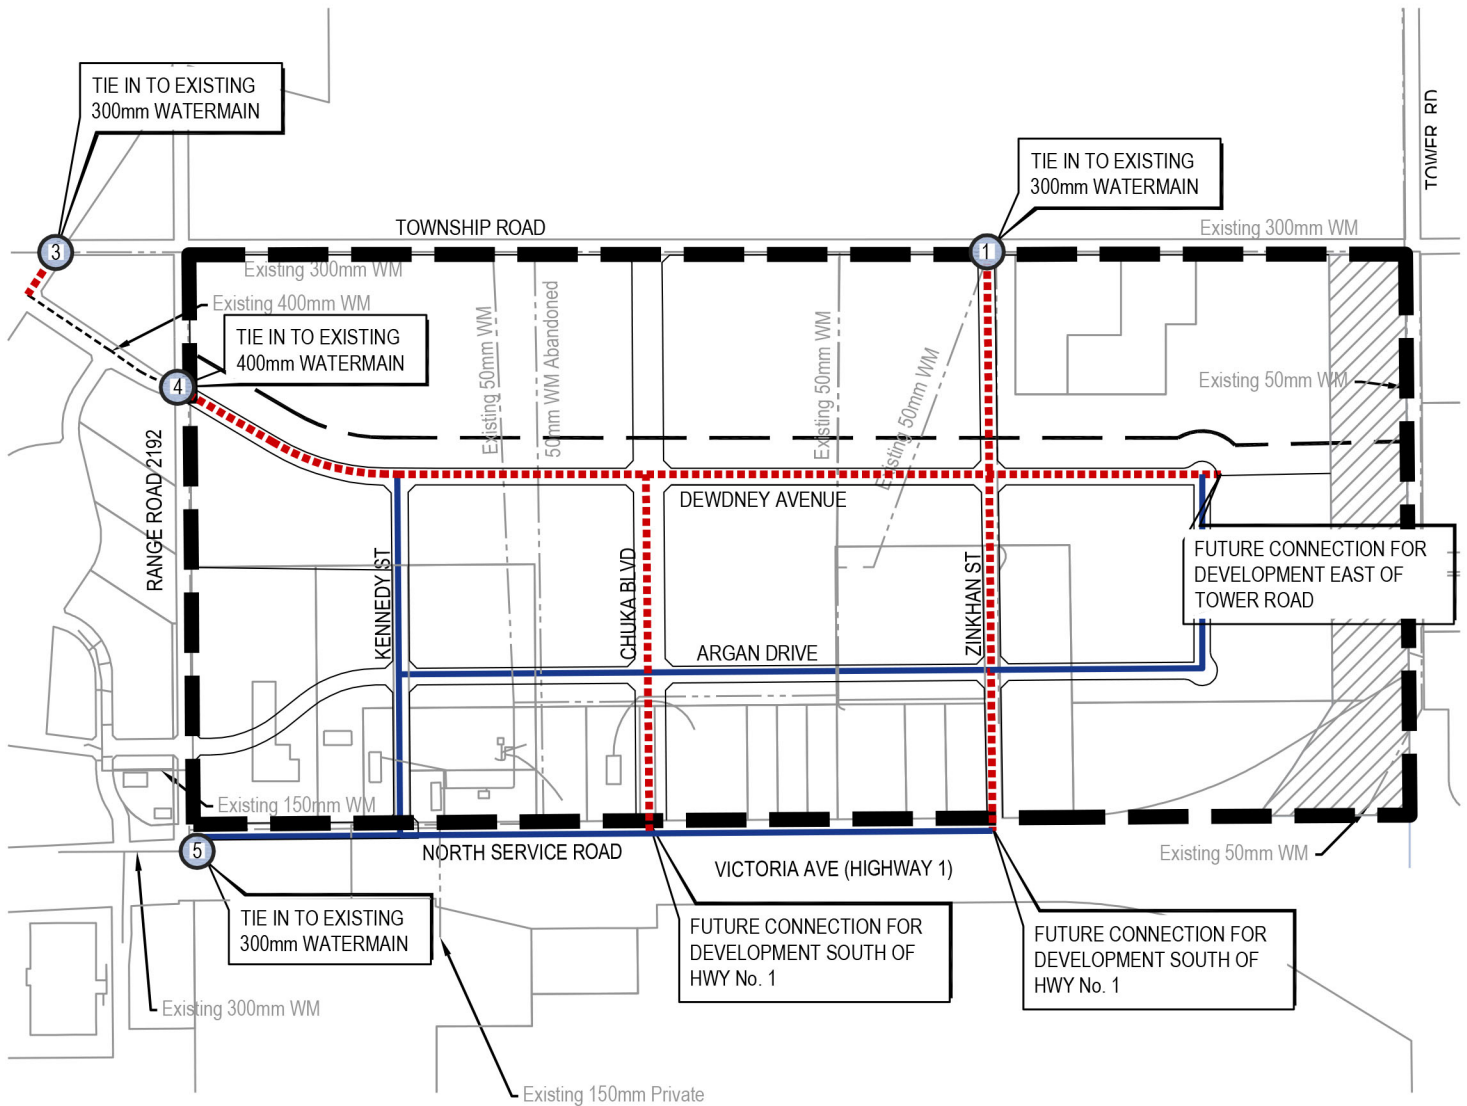 TIE IN TO EXISTING
300mm WATERMAIN
TOWER RD
TIE IN TO EXISTING
300mm WATERMAIN
3
TOWNSHIP ROAD
1
Existing 300mm WM
Existing 300mm WM
Existing 400mm WM
TIE IN TO EXISTING
400mm WATERMAIN
4
Existing 50mm WM
50mm WM Abandoned
Existing 50mm WM
Existing 50mm WM
Existing 50mm WM
RANGE ROAD 2192
DEWDNEY AVENUE
KENNEDY ST
CHUKA BLVD
ZINKHAN ST
FUTURE CONNECTION FOR
DEVELOPMENT EAST OF
TOWER ROAD
ARGAN DRIVE
Existing 150mm WM
5
NORTH SERVICE ROAD
VICTORIA AVE (HIGHWAY 1)
Existing 50mm WM
TIE IN TO EXISTING
300mm WATERMAIN
FUTURE CONNECTION FOR
DEVELOPMENT SOUTH OF
HWY No. 1
FUTURE CONNECTION FOR
DEVELOPMENT SOUTH OF
HWY No. 1
Existing 300mm WM
Existing 150mm Private